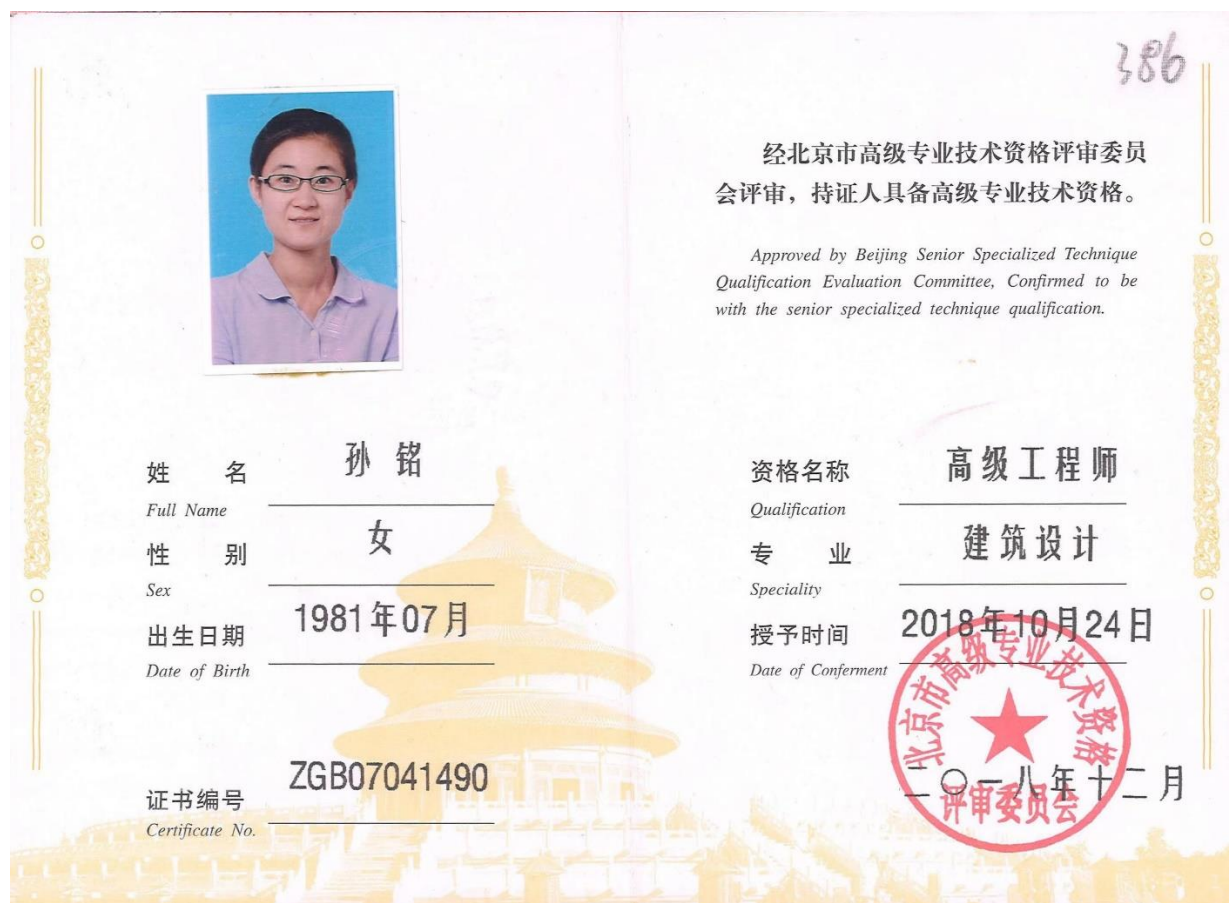 386
经北京市高级专业技术资格评审委员
会评审，持证人具备高级专业技术资格。
Approved by Beijing Senior Specialized Technique
Qualification Evaluation Committee, Confirmed to be
with the senior specialized technique qualification.
姓 名 孙铭
Full Name
性 别 女
Sex
出生日期 1981年07月
Date of Birth
证书编号 ZGB07041490
Certificate No.
资格名称 高级工程师
Qualification
专 业 建筑设计
Speciality
授予时间 2018年10月24日
Date of Conferment
北京市高级专业技术资格
评审委员会
二〇一八年十二月